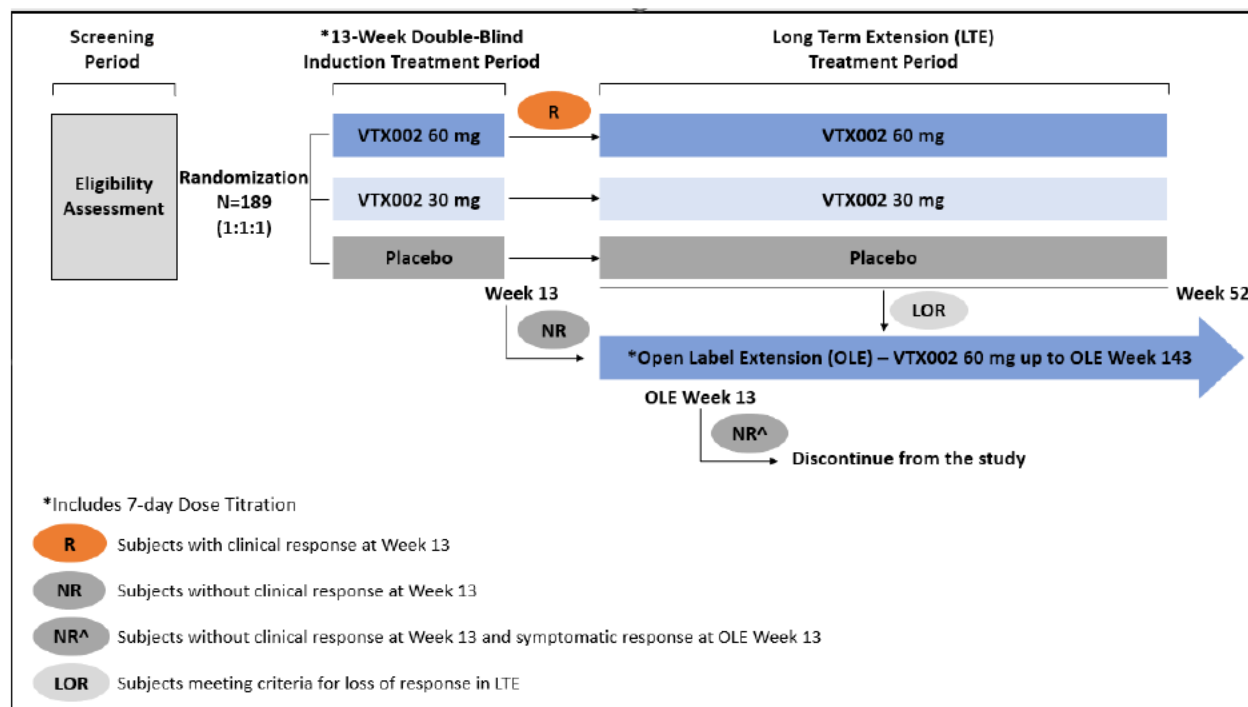 Screening
Period
*13-Week Double-Blind
Induction Treatment Period
Long Term Extension (LTE)
Treatment Period
R
VTX002 60 mg
VTX002 60 mg
Eligibility
Assessment
Randomization
N=189
(1:1:1)
VTX002 30 mg
VTX002 30 mg
Placebo
Placebo
Week 13
Week 52
LOR
NR
*Open Label Extension (OLE) – VTX002 60 mg up to OLE Week 143
OLE Week 13
NR^
Discontinue from the study
*Includes 7-day Dose Titration
R Subjects with clinical response at Week 13
NR Subjects without clinical response at Week 13
NR^ Subjects without clinical response at Week 13 and symptomatic response at OLE Week 13
LOR Subjects meeting criteria for loss of response in LTE